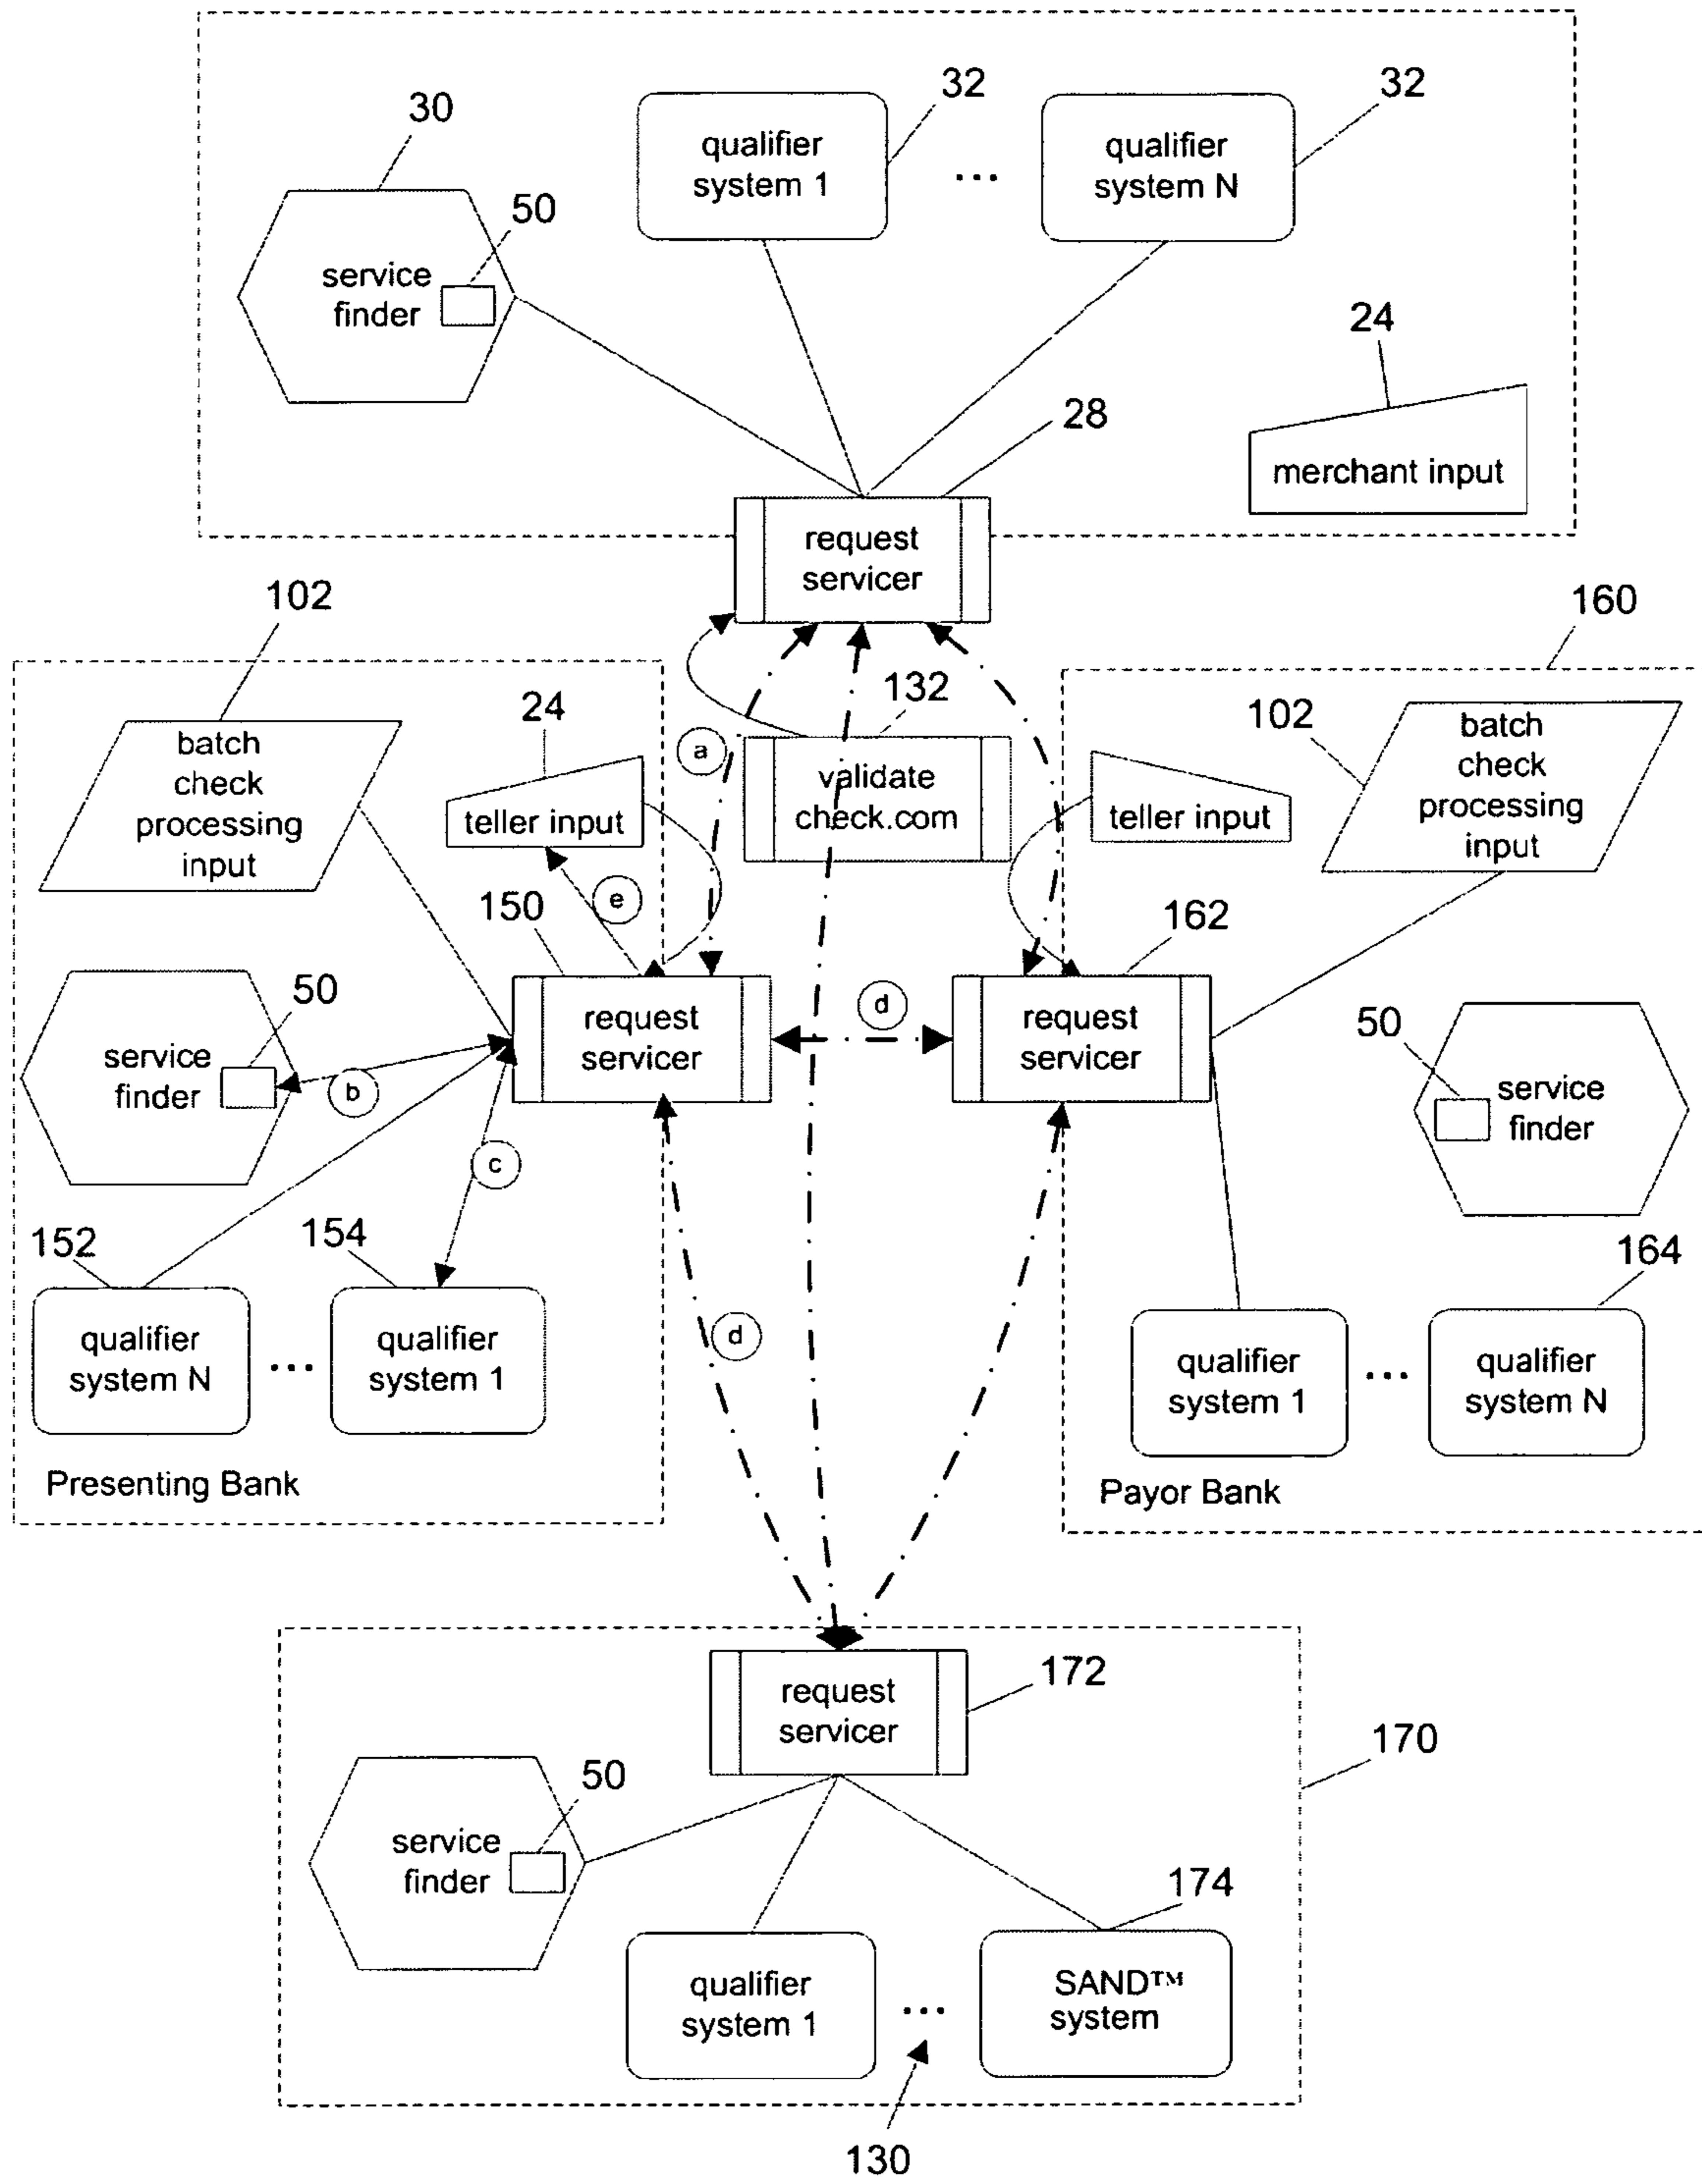 30
50
service
finder
qualifier
system 1
32
...
qualifier
system N
32
24
merchant input
28
request
servicer
102
batch
check
processing
input
24
teller input
a
132
validate
check.com
e
150
request
servicer
50
service
finder
b
c
152
qualifier
system N
...
154
qualifier
system 1
Presenting Bank
d
d
160
102
batch
check
processing
input
teller input
162
request
servicer
50
service
finder
164
qualifier
system 1
...
qualifier
system N
Payor Bank
172
request
servicer
170
50
service
finder
174
qualifier
system 1
...
SAND™
system
130